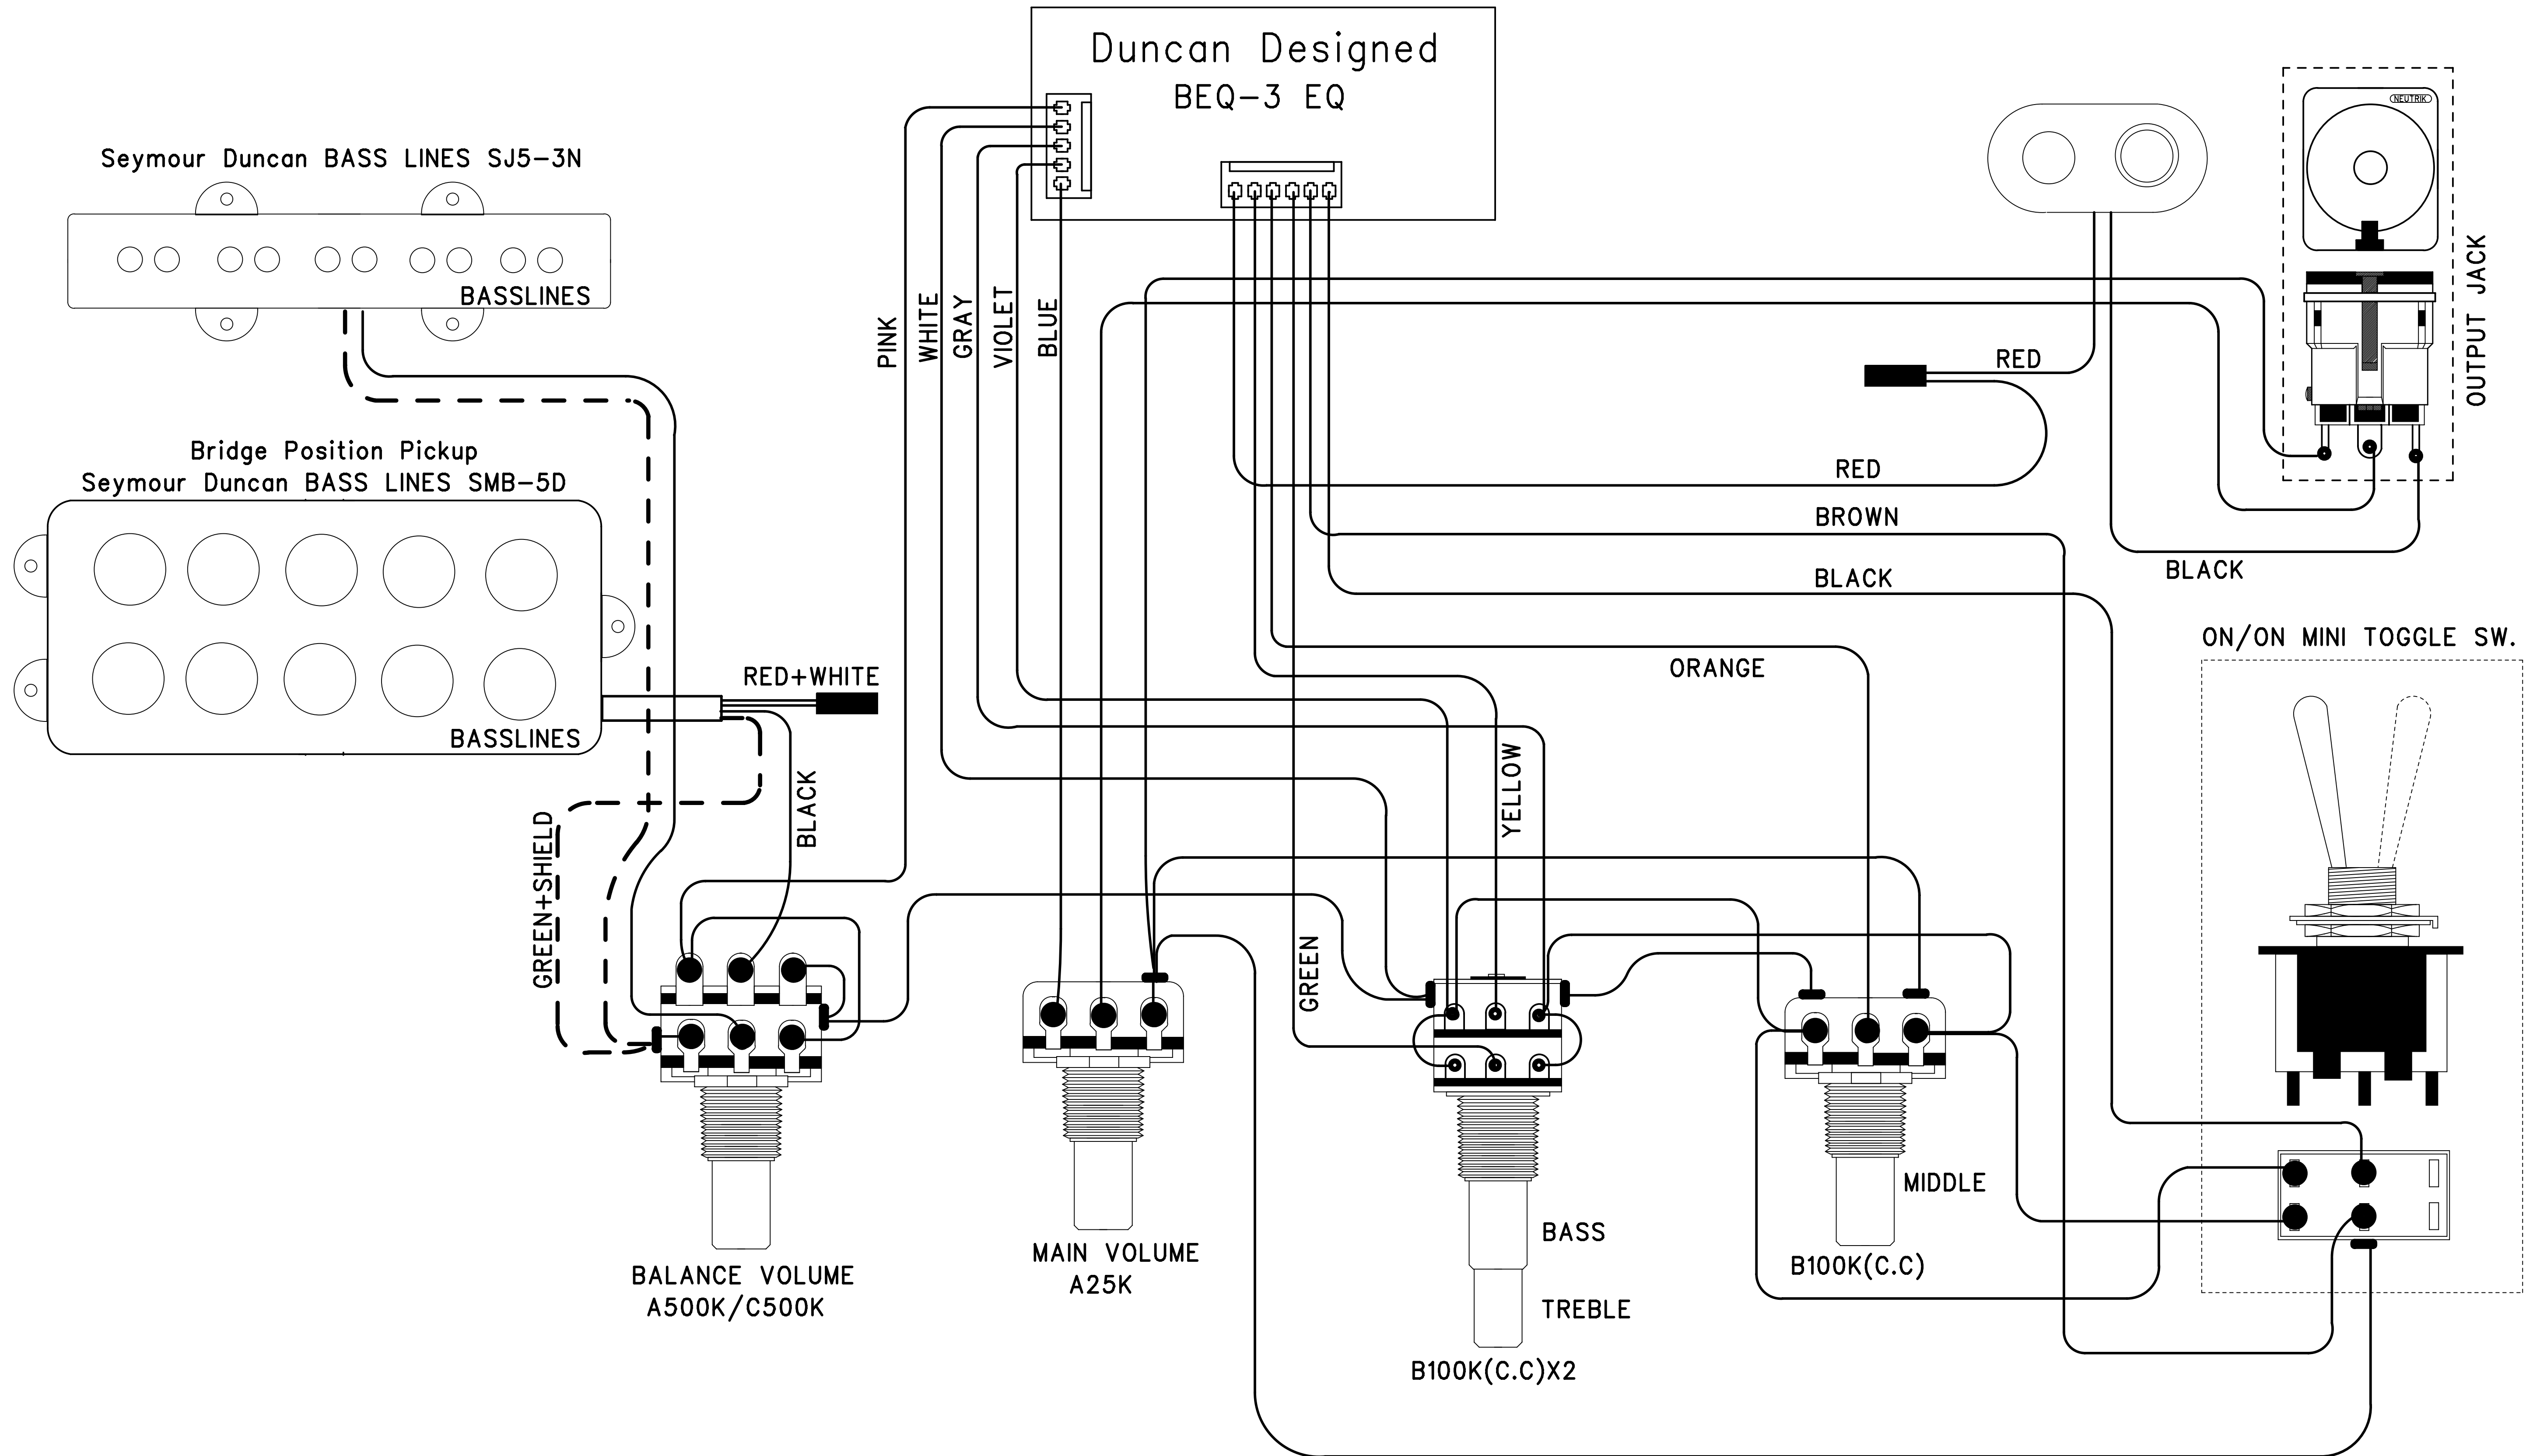 Duncan Designed
BEQ-3 EQ
NEUTRIK
OUTPUT JACK
Seymour Duncan BASS LINES SJ5-3N
BASSLINES
PINK
WHITE
GRAY
VIOLET
BLUE
RED
RED
BROWN
BLACK
BLACK
Bridge Position Pickup
Seymour Duncan BASS LINES SMB-5D
BASSLINES
RED+WHITE
BLACK
GREEN+SHIELD
ORANGE
YELLOW
GREEN
ON/ON MINI TOGGLE SW.
BALANCE VOLUME
A500K/C500K
MAIN VOLUME
A25K
BASS
TREBLE
B100K(C.C)X2
MIDDLE
B100K(C.C)